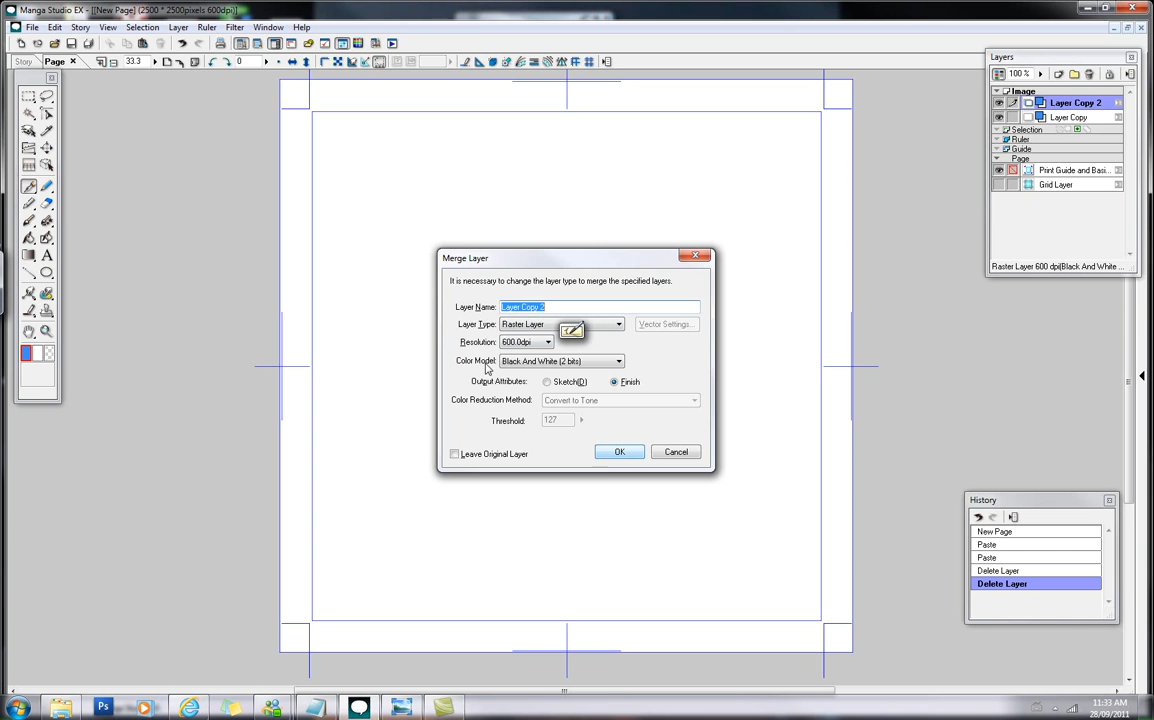 Manga Studio EX - [[New Page] (2500 * 2500pixels 600dpi)]
File Edit Story View Selection Layer Ruler Filter Window Help
Story Page 33.3 0
Layers
100 %
Image
Layer Copy 2
Layer Copy
Selection
Ruler
Guide
Page
Print Guide and Basi...
Grid Layer
Raster Layer 600 dpi(Black And White ...
Merge Layer
It is necessary to change the layer type to merge the specified layers.
Layer Name: Layer Copy 2
Layer Type: Raster Layer Vector Settings...
Resolution: 600.0dpi
Color Model: Black And White (2 bits)
Output Attributes: Sketch(D) Finish
Color Reduction Method: Convert to Tone
Threshold: 127
Leave Original Layer OK Cancel
History
New Page
Paste
Paste
Delete Layer
Delete Layer
Ps
11:33 AM
28/09/2011